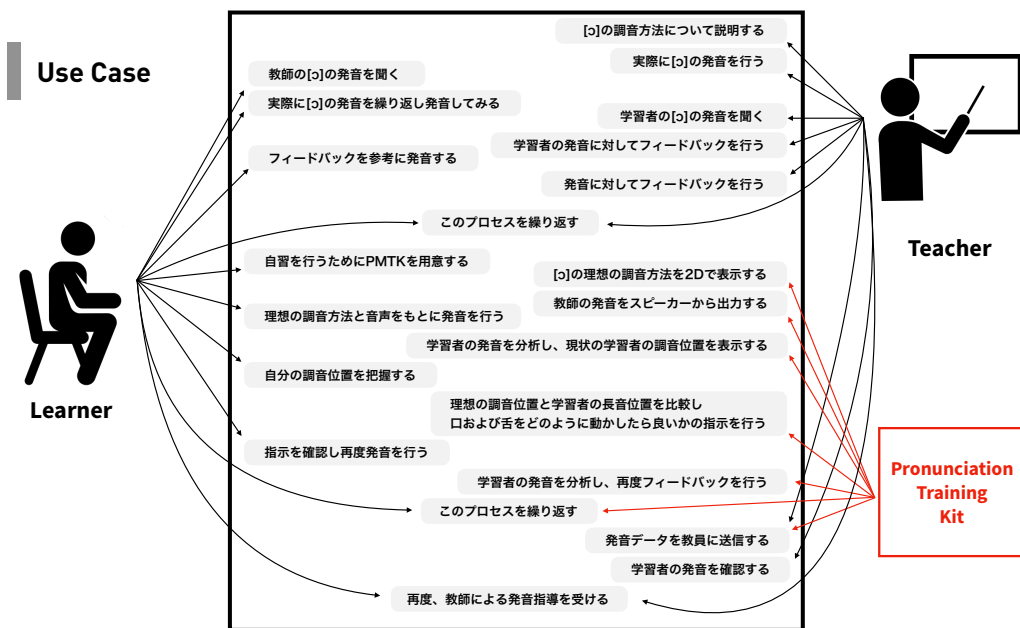 Use Case
[ɔ]の調音方法について説明する
実際に[ɔ]の発音を行う
教師の[ɔ]の発音を聞く
実際に[ɔ]の発音を繰り返し発音してみる
学習者の[ɔ]の発音を聞く
学習者の発音に対してフィードバックを行う
フィードバックを参考に発音する
発音に対してフィードバックを行う
このプロセスを繰り返す
Teacher
自習を行うためにPMTKを用意する
[ɔ]の理想の調音方法を2Dで表示する
教師の発音をスピーカーから出力する
理想の調音方法と音声をもとに発音を行う
学習者の発音を分析し、現状の学習者の調音位置を表示する
自分の調音位置を把握する
Learner
理想の調音位置と学習者の長音位置を比較し
口および舌をどのように動かしたら良いかの指示を行う
指示を確認し再度発音を行う
Pronunciation
Training
Kit
学習者の発音を分析し、再度フィードバックを行う
このプロセスを繰り返す
発音データを教員に送信する
学習者の発音を確認する
再度、教師による発音指導を受ける